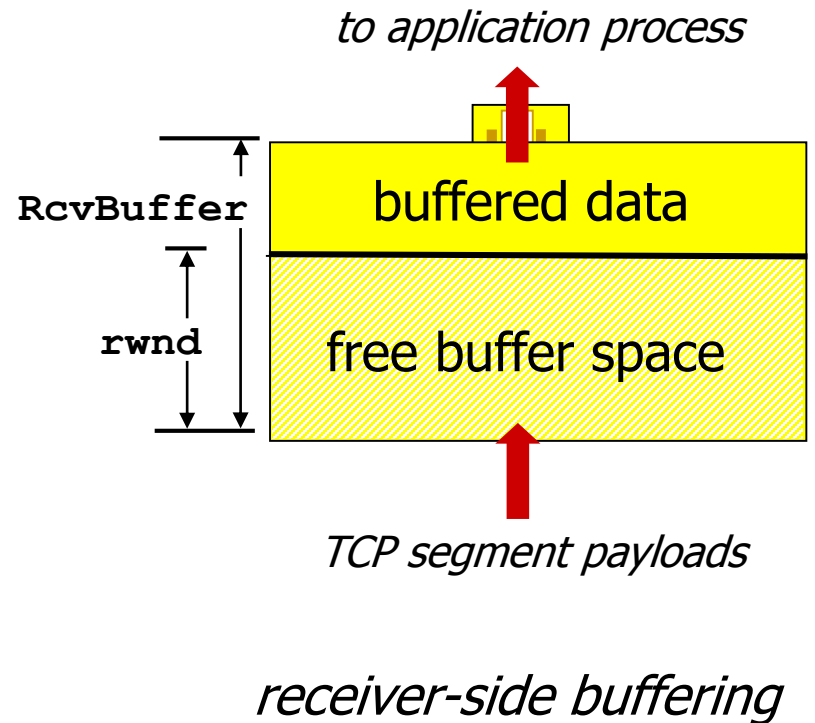 to application process
RcvBuffer
buffered data
rwnd
free buffer space
TCP segment payloads
receiver-side buffering